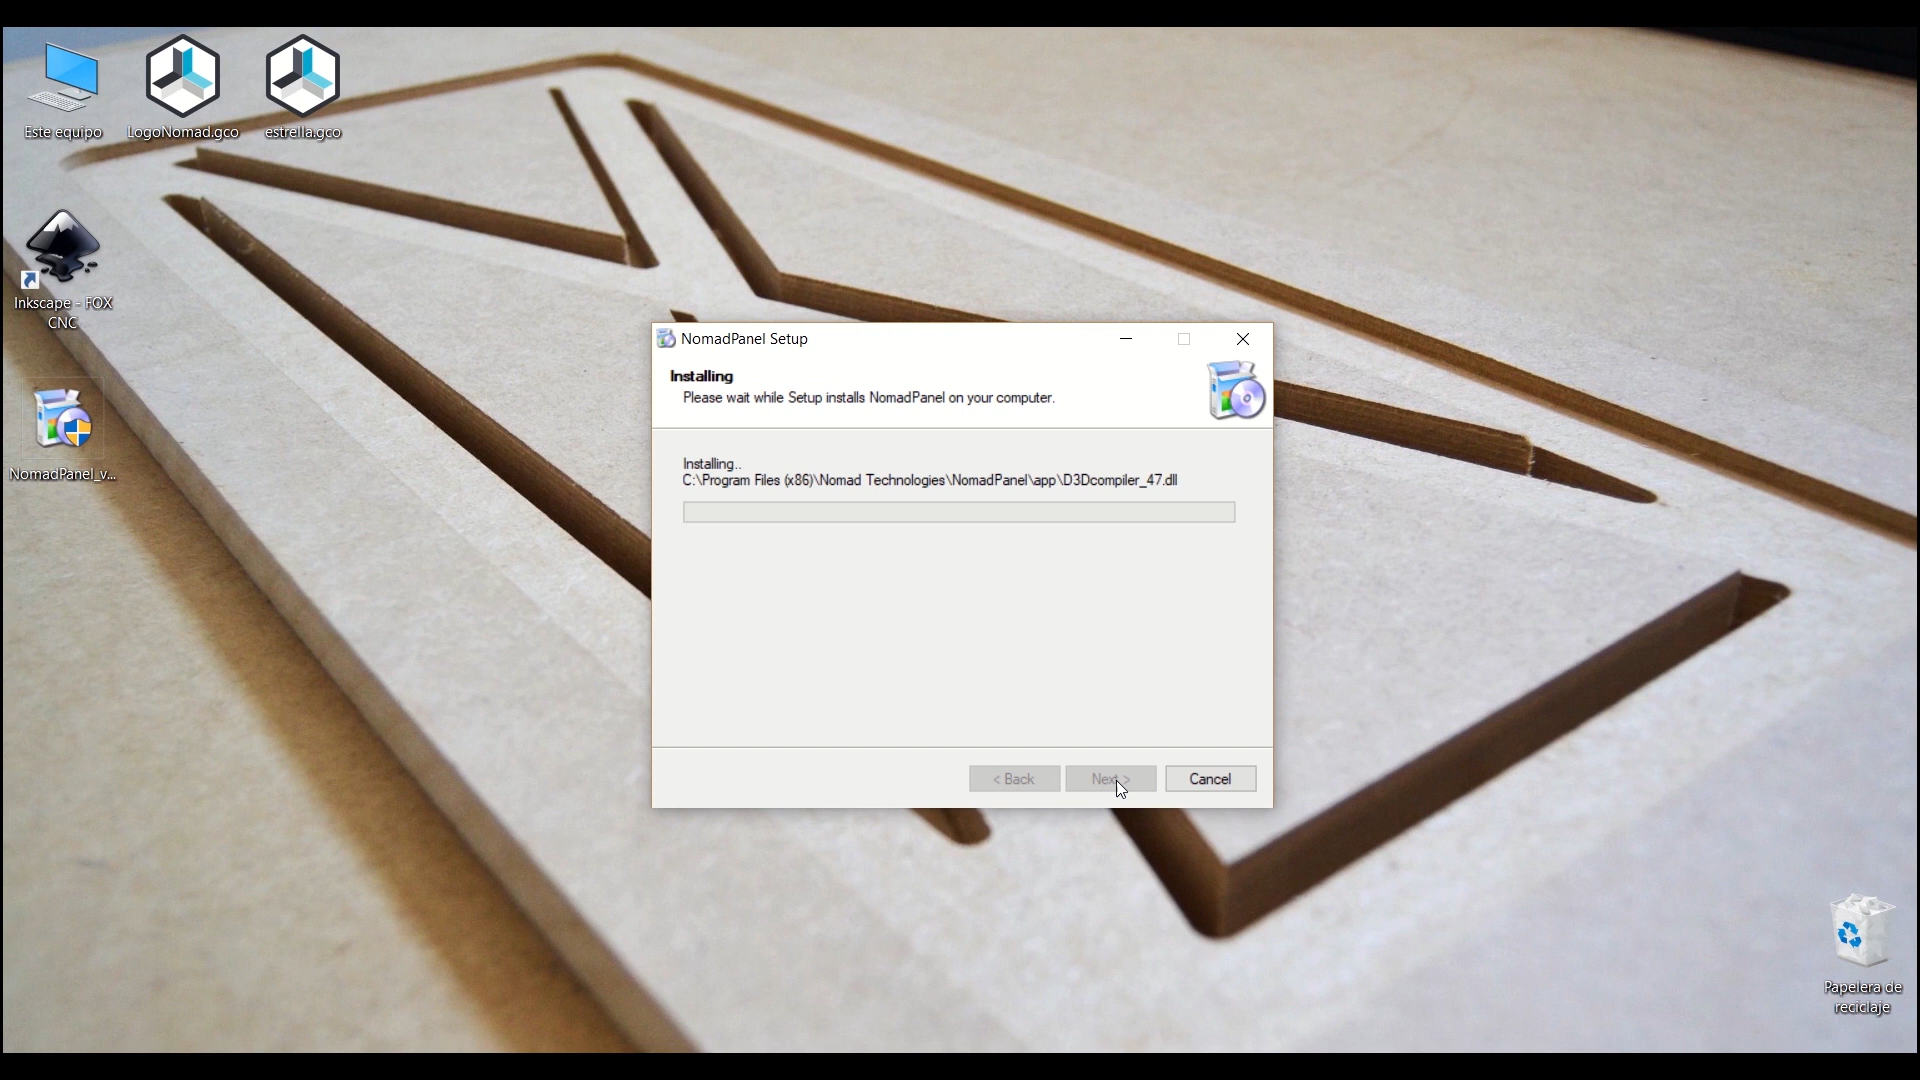 Este equipo
LogoNomad.gco
estrella.gco
Inkscape - FOX
CNC
NomadPanel_v...
NomadPanel Setup
Installing
Please wait while Setup installs NomadPanel on your computer.
Installing..
C:\Program Files (x86)\Nomad Technologies\NomadPanel\app\D3Dcompiler_47.dll
< Back
Next >
Cancel
Papelera de
reciclaje